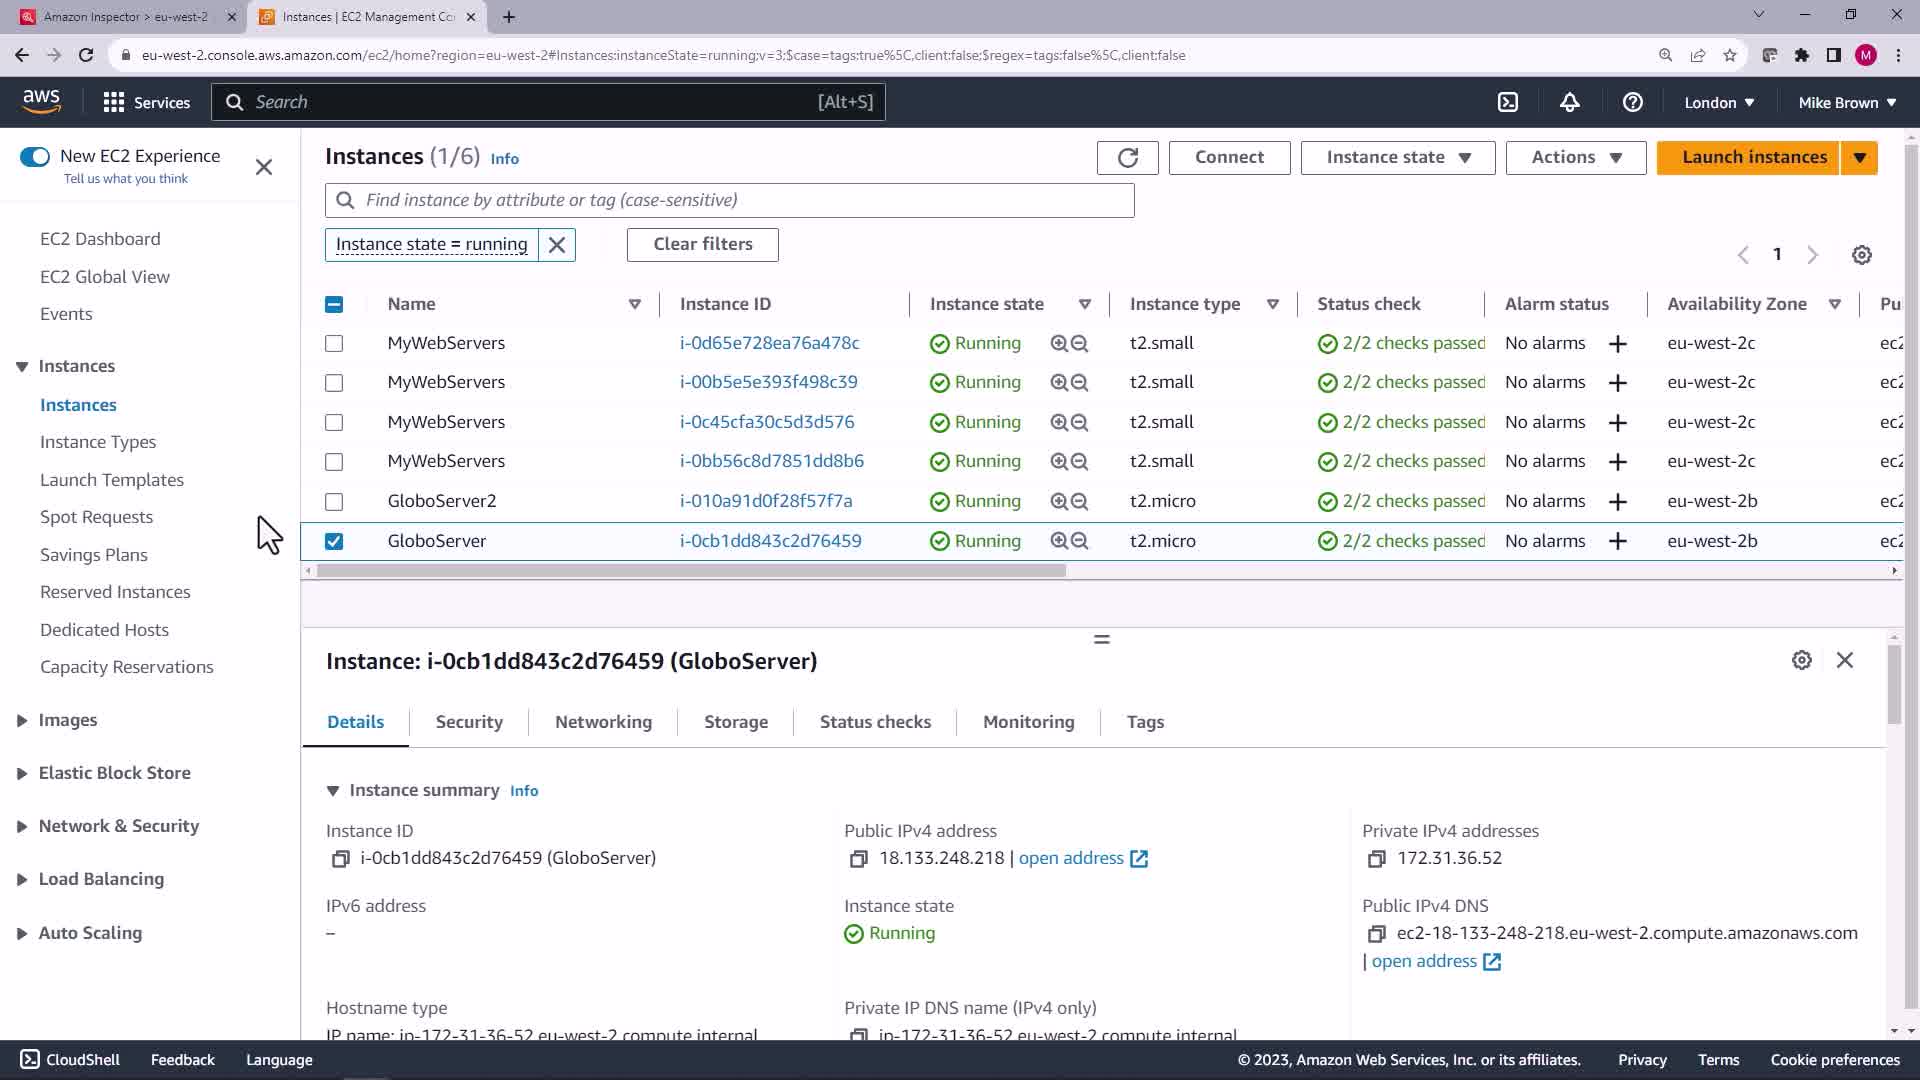 Amazon Inspector > eu-west-2
Instances | EC2 Management Co
eu-west-2.console.aws.amazon.com/ec2/home?region=eu-west-2#Instances:instanceState=running;v=3;$case=tags:true%5C,client:false;$regex=tags:false%5C,client:false
M
aws
Services
Search
[Alt+S]
London
Mike Brown
New EC2 Experience
Tell us what you think
EC2 Dashboard
EC2 Global View
Events
Instances
Instances
Instance Types
Launch Templates
Spot Requests
Savings Plans
Reserved Instances
Dedicated Hosts
Capacity Reservations
Images
Elastic Block Store
Network & Security
Load Balancing
Auto Scaling
Instances (1/6) Info
Connect
Instance state
Actions
Launch instances
Find instance by attribute or tag (case-sensitive)
Instance state = running
Clear filters
1
Name Instance ID Instance state Instance type Status check Alarm status Availability Zone Pu
MyWebServers i-0d65e728ea76a478c Running t2.small 2/2 checks passed No alarms eu-west-2c ec2
MyWebServers i-00b5e5e393f498c39 Running t2.small 2/2 checks passed No alarms eu-west-2c ec2
MyWebServers i-0c45cfa30c5d3d576 Running t2.small 2/2 checks passed No alarms eu-west-2c ec2
MyWebServers i-0bb56c8d7851dd8b6 Running t2.small 2/2 checks passed No alarms eu-west-2c ec2
GloboServer2 i-010a91d0f28f57f7a Running t2.micro 2/2 checks passed No alarms eu-west-2b ec2
GloboServer i-0cb1dd843c2d76459 Running t2.micro 2/2 checks passed No alarms eu-west-2b ec2
Instance: i-0cb1dd843c2d76459 (GloboServer)
Details Security Networking Storage Status checks Monitoring Tags
Instance summary Info
Instance ID
i-0cb1dd843c2d76459 (GloboServer)
Public IPv4 address
18.133.248.218 | open address
Private IPv4 addresses
172.31.36.52
IPv6 address
–
Instance state
Running
Public IPv4 DNS
ec2-18-133-248-218.eu-west-2.compute.amazonaws.com
| open address
Hostname type
IP name: ip-172-31-36-52.eu-west-2.compute.internal
Private IP DNS name (IPv4 only)
ip-172-31-36-52.eu-west-2.compute.internal
CloudShell
Feedback
Language
© 2023, Amazon Web Services, Inc. or its affiliates.
Privacy
Terms
Cookie preferences